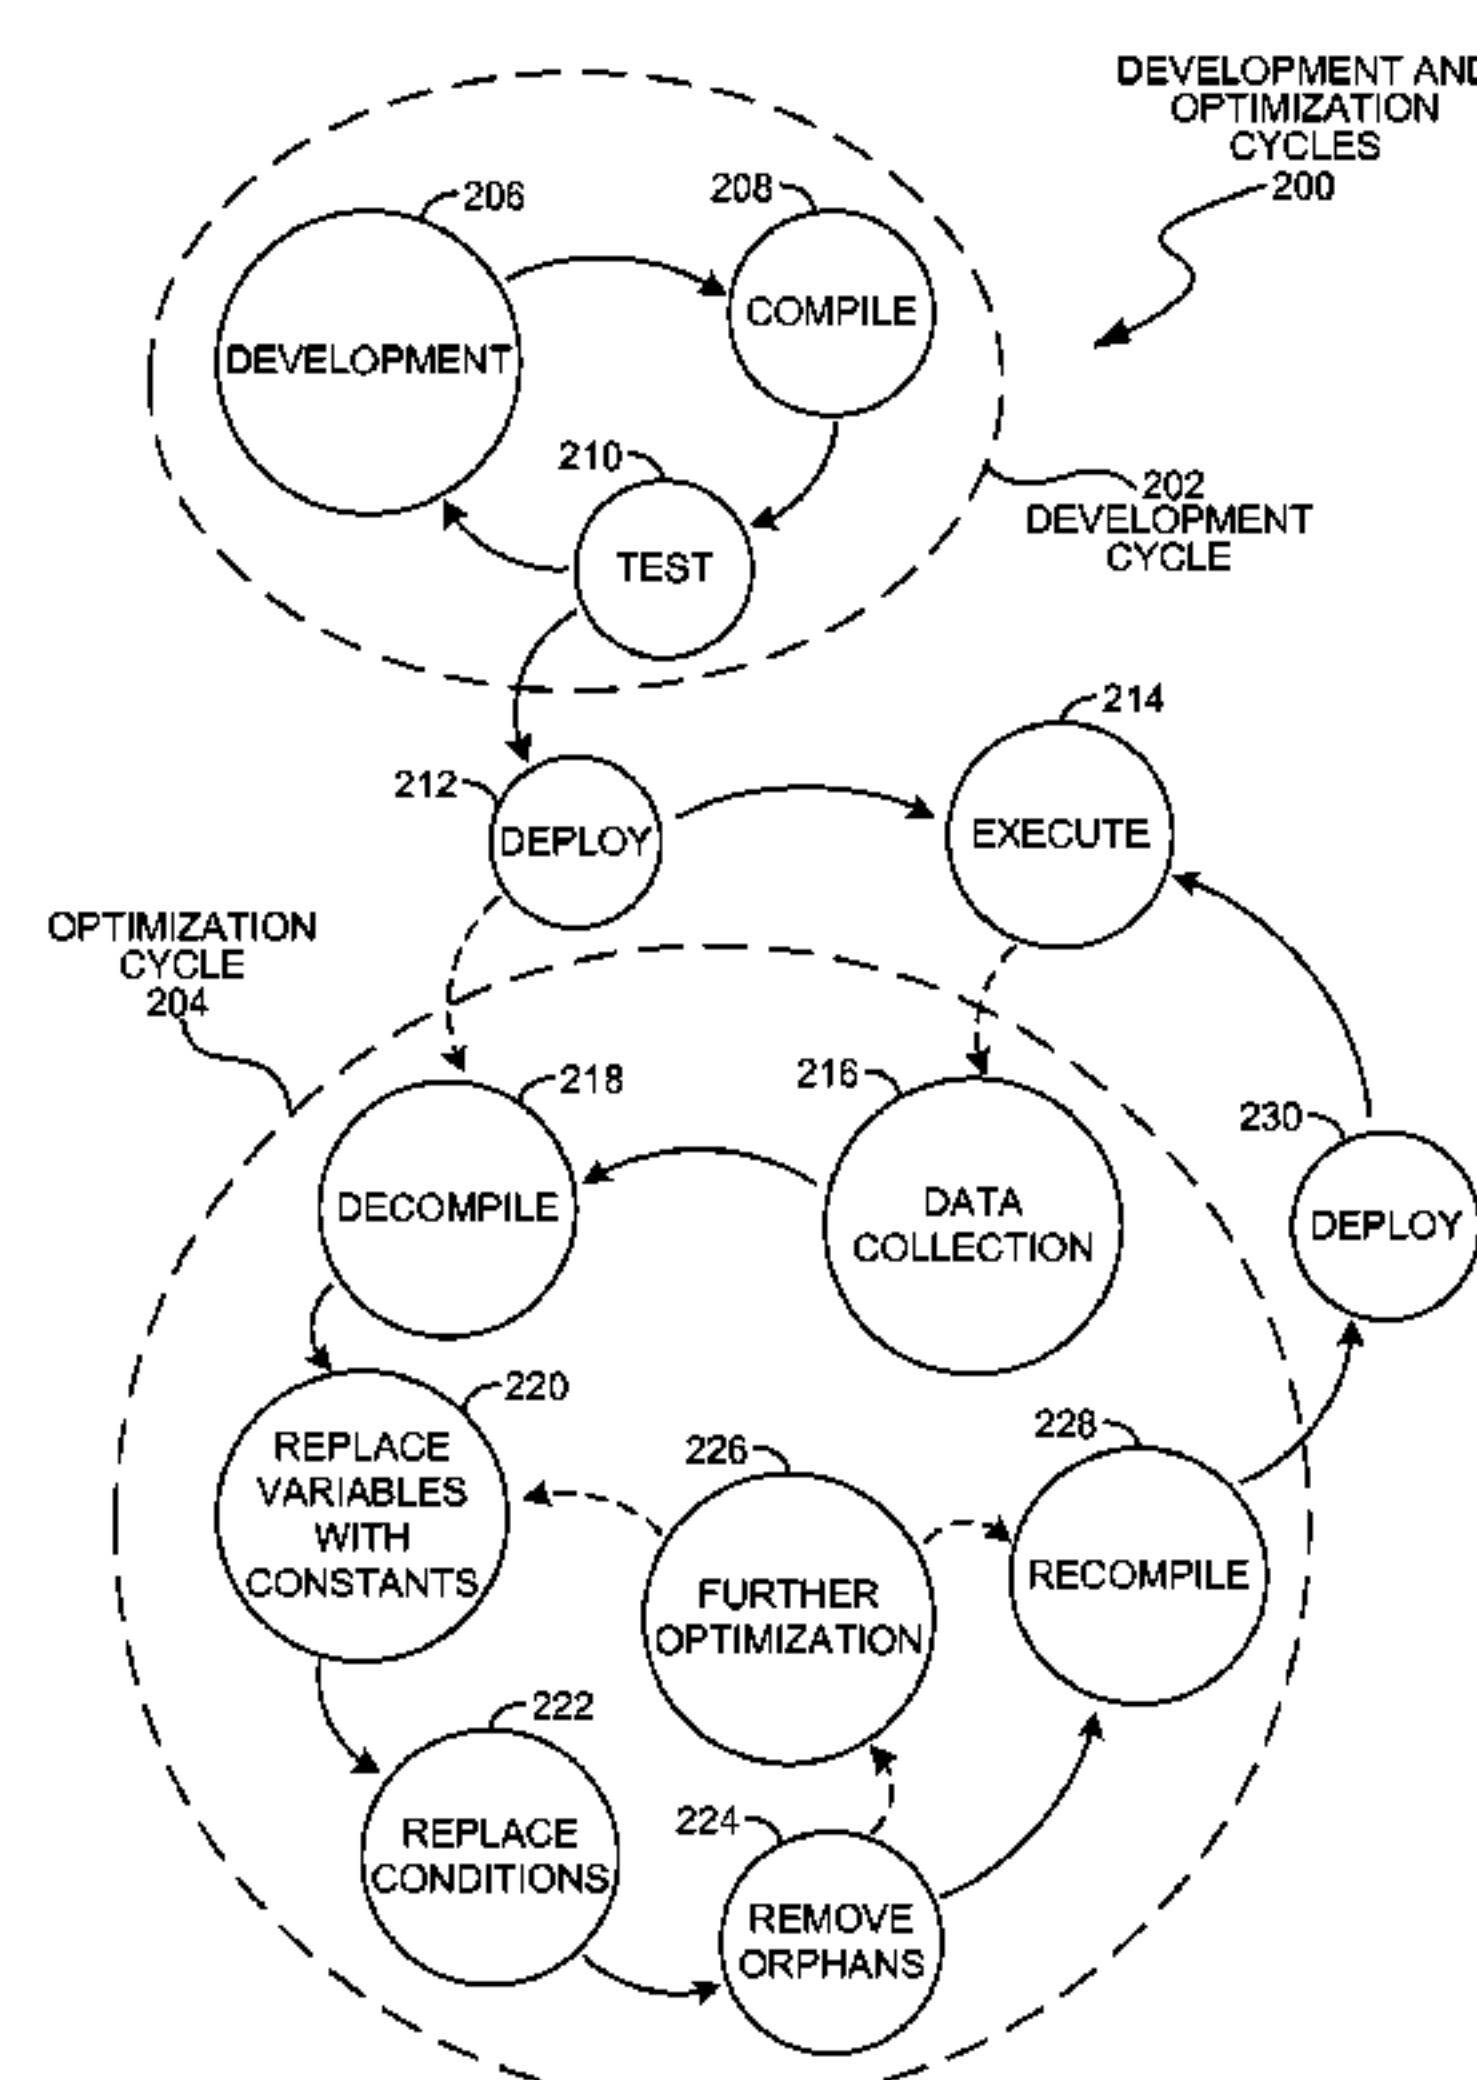 DEVELOPMENT AND
OPTIMIZATION
CYCLES
200
206
208
DEVELOPMENT
COMPILE
210
TEST
202
DEVELOPMENT
CYCLE
214
212
DEPLOY
EXECUTE
OPTIMIZATION
CYCLE
204
218
216
230
DECOMPILE
DATA
COLLECTION
DEPLOY
220
REPLACE
VARIABLES
WITH
CONSTANTS
226
228
FURTHER
OPTIMIZATION
RECOMPILE
222
REPLACE
CONDITIONS
224
REMOVE
ORPHANS